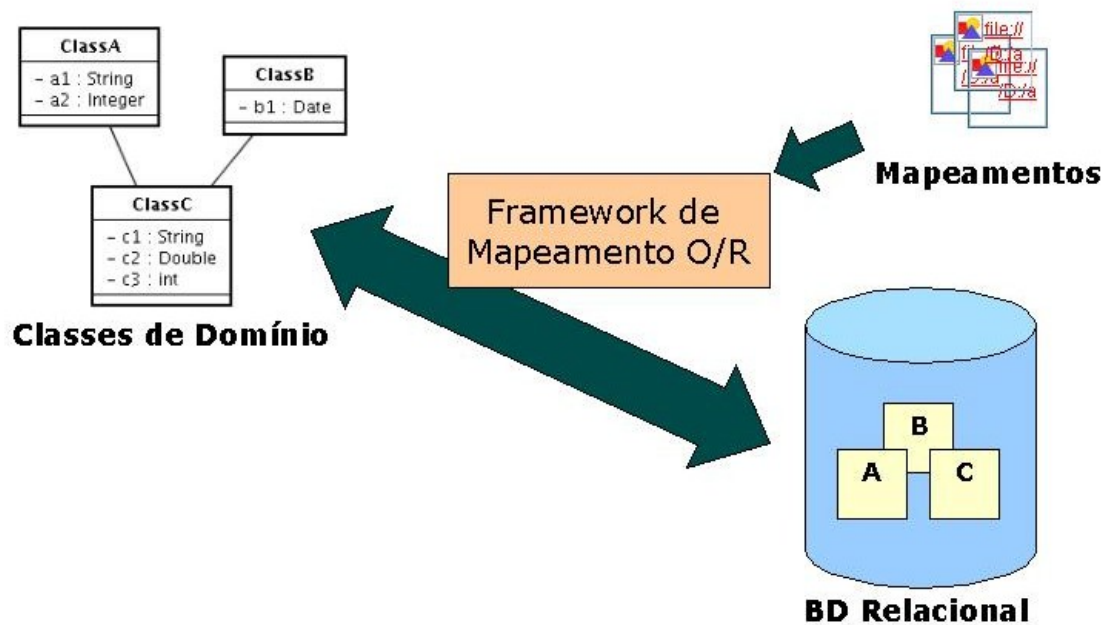 ClassA
- a1 : String
- a2 : Integer
ClassB
- b1 : Date
ClassC
- c1 : String
- c2 : Double
- c3 : int
Classes de Domínio
file://
/D:/a
Mapeamentos
Framework de
Mapeamento O/R
B
A
C
BD Relacional